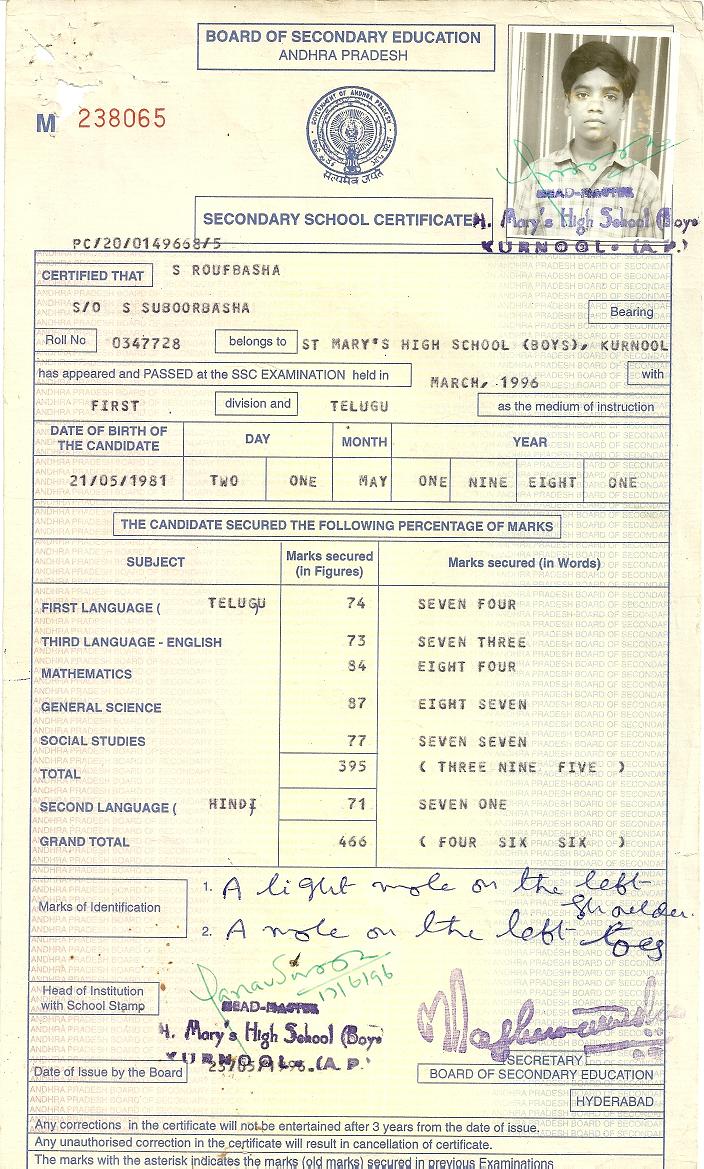 BOARD OF SECONDARY EDUCATION
ANDHRA PRADESH
M 238065
GOVERNMENT OF ANDHRA PRADESH
सत्यमेव जयते
HEAD-MASTER
Mary's High School (Boys
KURNOOL. (A.P.)
SECONDARY SCHOOL CERTIFICATE
PC/20/0149668/5
CERTIFIED THAT S ROUFBASHA
S/O S SUBOORBASHA
Bearing
Roll No 0347728 belongs to ST MARY'S HIGH SCHOOL (BOYS), KURNOOL
has appeared and PASSED at the SSC EXAMINATION held in MARCH, 1996 with
FIRST division and TELUGU as the medium of instruction
DATE OF BIRTH OF THE CANDIDATE DAY MONTH YEAR
21/05/1981 TWO ONE MAY ONE NINE EIGHT ONE
THE CANDIDATE SECURED THE FOLLOWING PERCENTAGE OF MARKS
SUBJECT Marks secured (in Figures) Marks secured (in Words)
FIRST LANGUAGE ( TELUGU ) 74 SEVEN FOUR
THIRD LANGUAGE - ENGLISH 73 SEVEN THREE
MATHEMATICS 84 EIGHT FOUR
GENERAL SCIENCE 87 EIGHT SEVEN
SOCIAL STUDIES 77 SEVEN SEVEN
TOTAL 395 ( THREE NINE FIVE )
SECOND LANGUAGE ( HINDI ) 71 SEVEN ONE
GRAND TOTAL 466 ( FOUR SIX SIX )
Marks of Identification
1. A light mole on the left shoulder.
2. A mole on the left toes
17/6/96
Head of Institution
with School Stamp
HEAD-MASTER
Mary's High School (Boys
KURNOOL. (A.P.)
Date of Issue by the Board 25/05/1996.
SECRETARY
BOARD OF SECONDARY EDUCATION
HYDERABAD
Any corrections in the certificate will not be entertained after 3 years from the date of issue.
Any unauthorised correction in the certificate will result in cancellation of certificate.
The marks with the asterisk indicates the marks (old marks) secured in previous Examinations